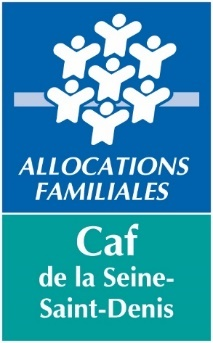 ALLOCATIONS
FAMILIALES
Caf
de la Seine-
Saint-Denis